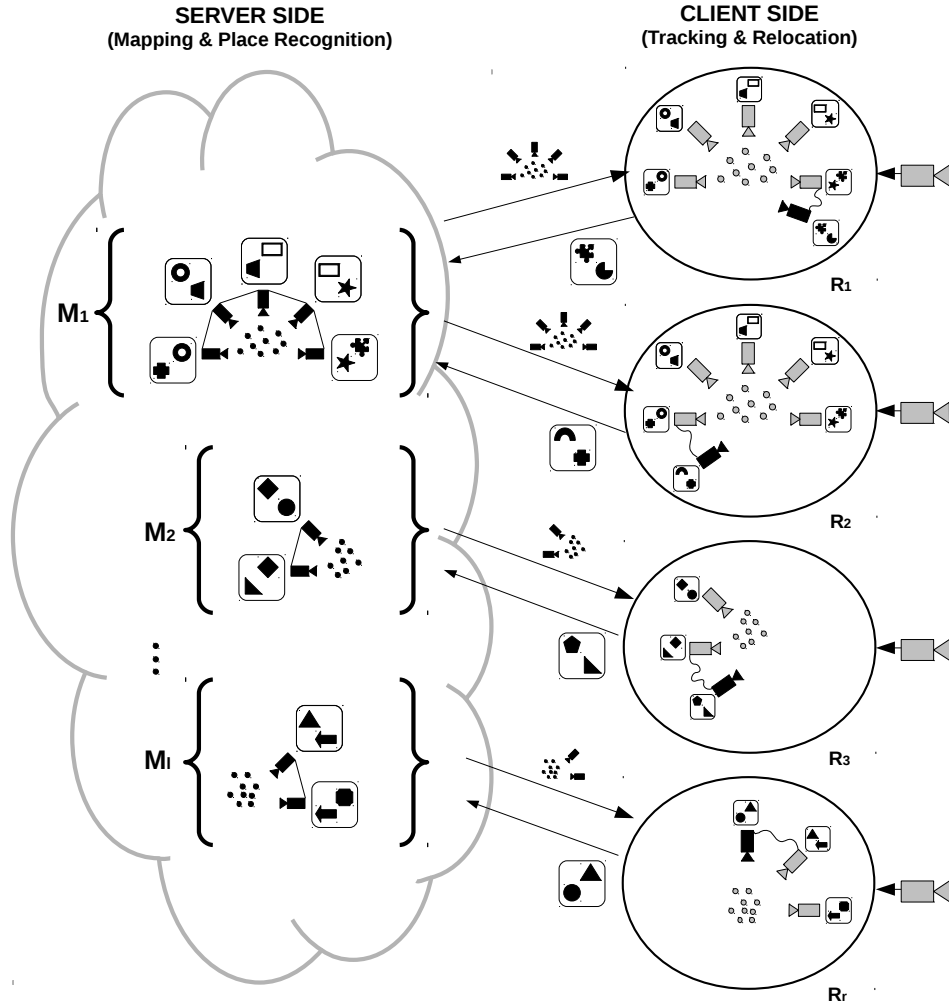 SERVER SIDE
(Mapping & Place Recognition)
CLIENT SIDE
(Tracking & Relocation)
M1
R1
M2
R2
Ml
R3
Rr